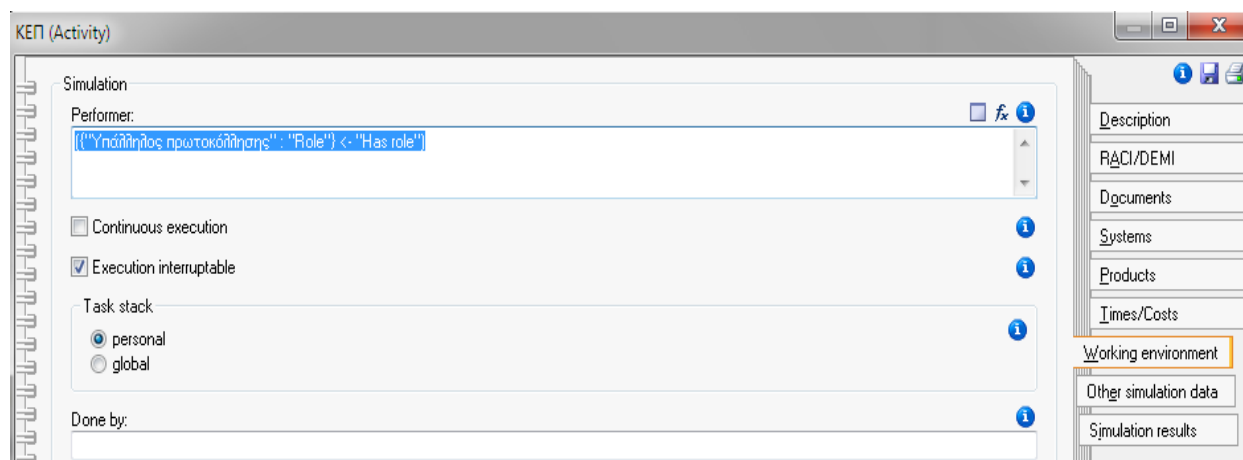 ΚΕΠ (Activity)
Simulation
Performer:
({"Υπάλληλος πρωτοκόλλησης" : "Role"} <- "Has role")
Continuous execution
Execution interruptable
Task stack
personal
global
Done by:
Description
RACI/DEMI
Documents
Systems
Products
Times/Costs
Working environment
Other simulation data
Simulation results